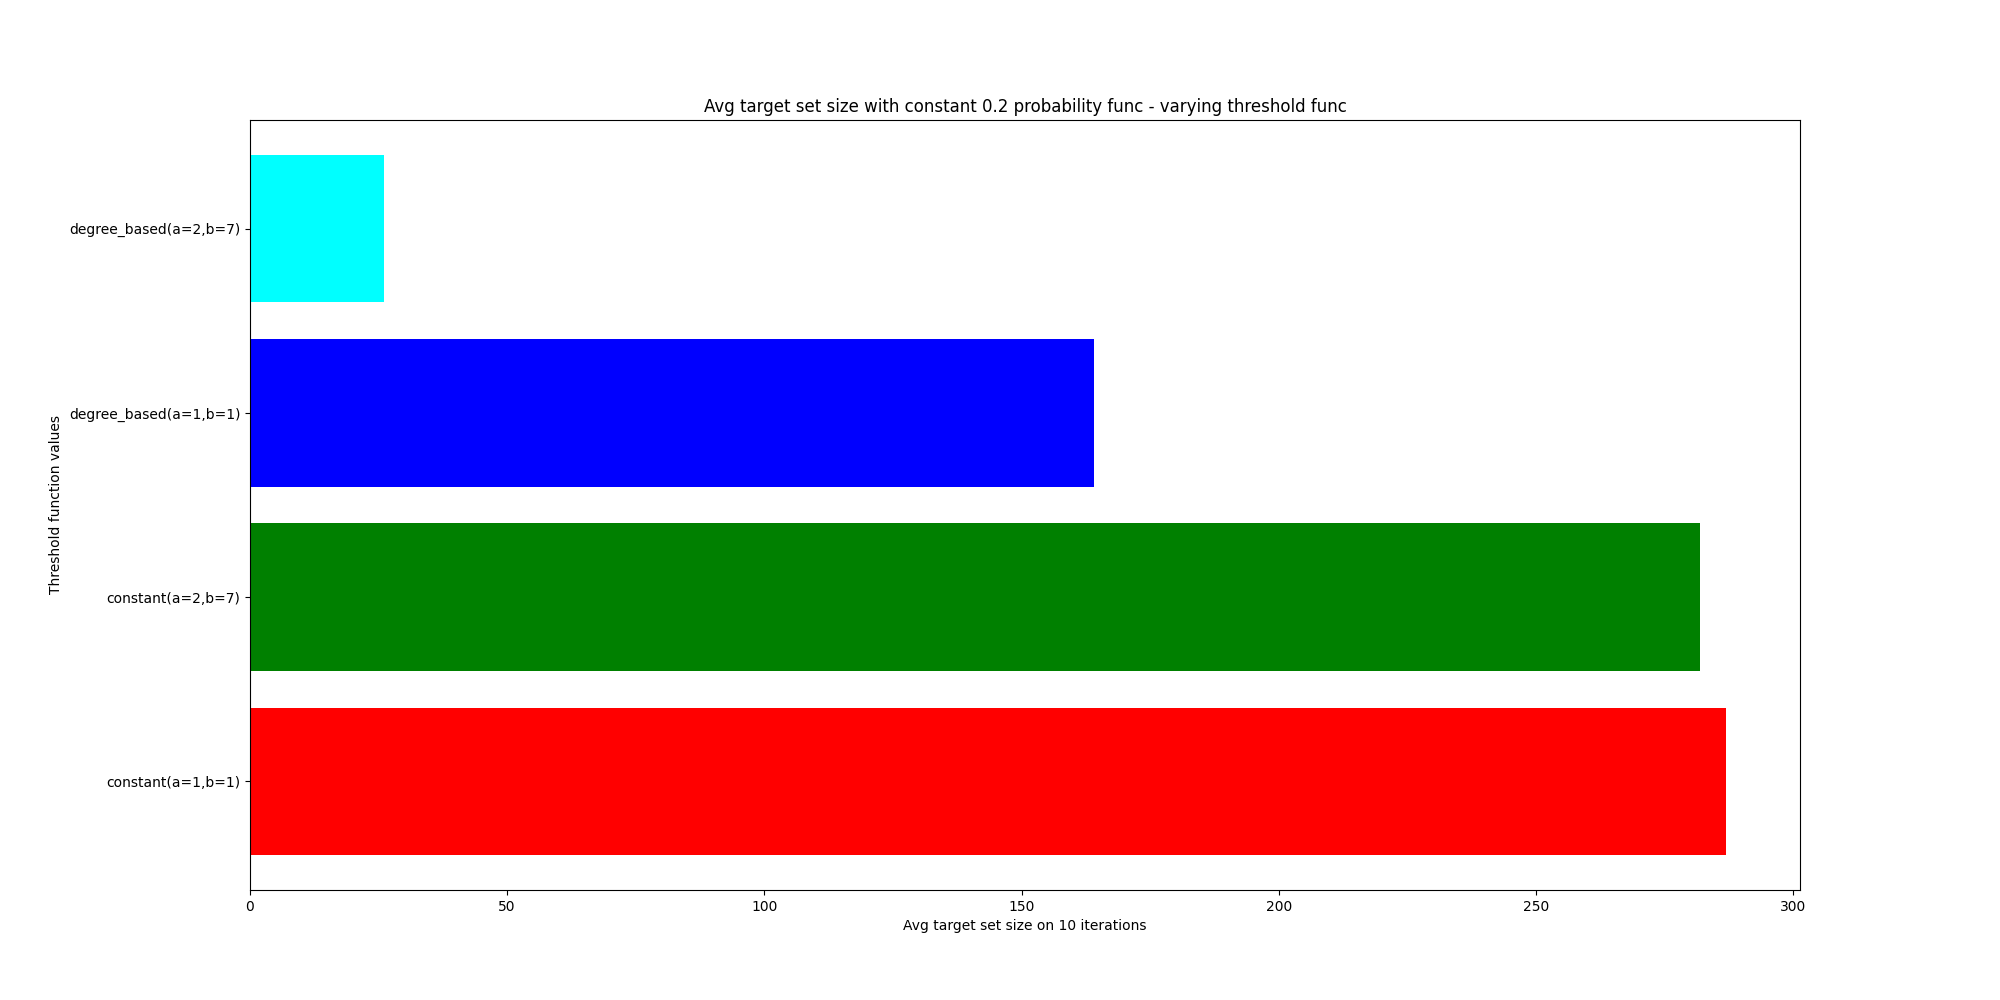 Avg target set size with constant 0.2 probability func - varying threshold func
Threshold function values
degree_based(a=2,b=7)
degree_based(a=1,b=1)
constant(a=2,b=7)
constant(a=1,b=1)
0 50 100 150 200 250 300
Avg target set size on 10 iterations